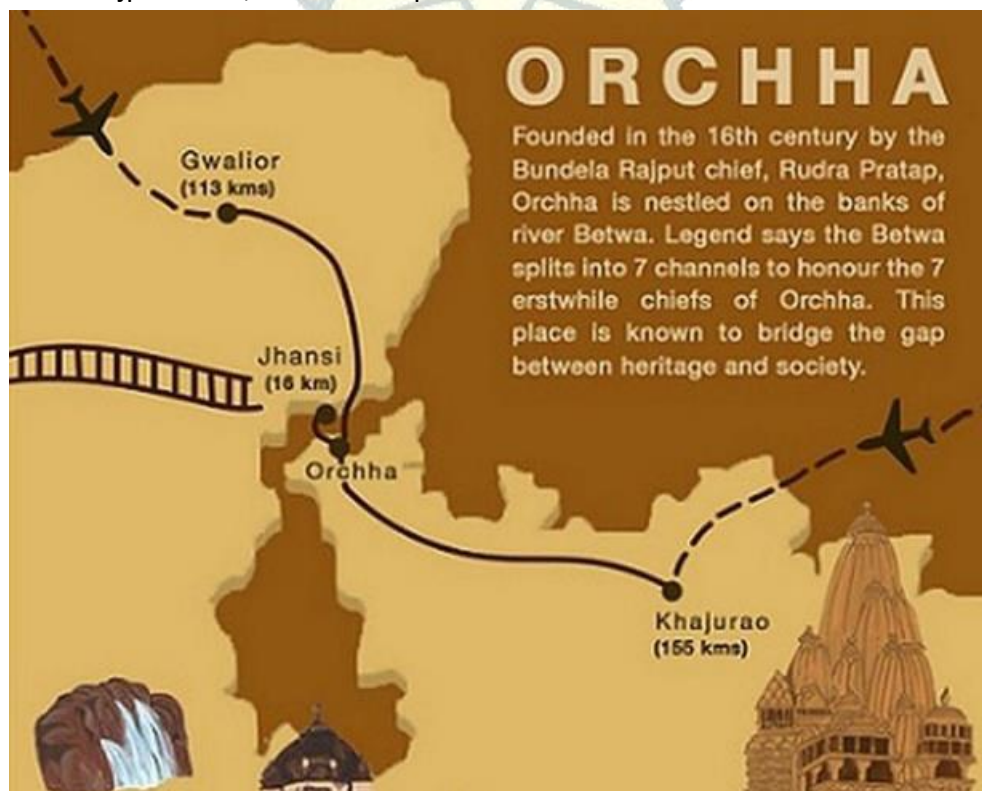 ORCHHA
Founded in the 16th century by the
Bundela Rajput chief, Rudra Pratap,
Orchha is nestled on the banks of
river Betwa. Legend says the Betwa
splits into 7 channels to honour the 7
erstwhile chiefs of Orchha. This
place is known to bridge the gap
between heritage and society.
Gwalior
(113 kms)
Jhansi
(16 km)
Orchha
Khajurao
(155 kms)